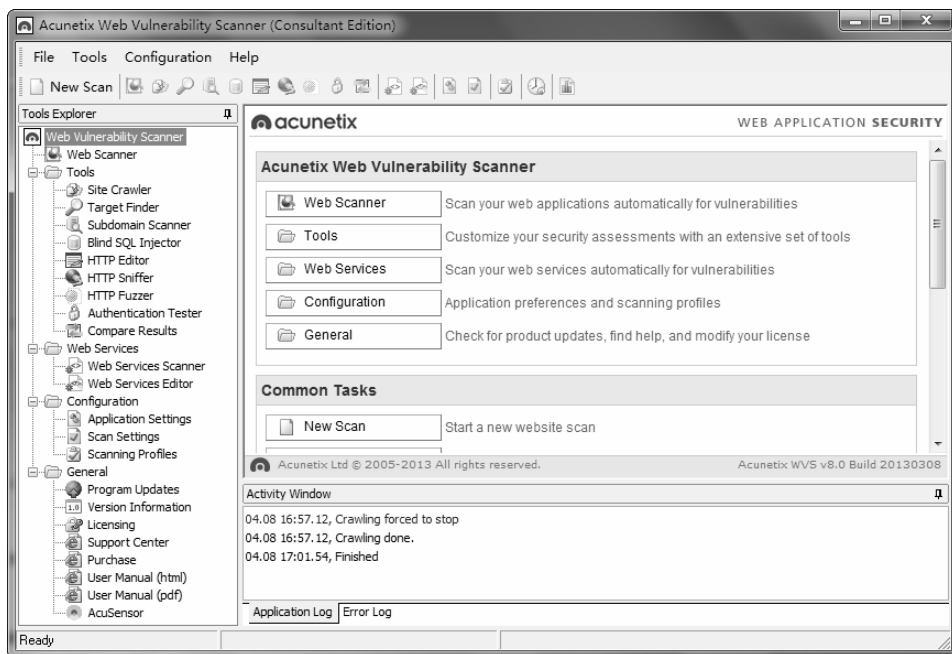 Acunetix Web Vulnerability Scanner (Consultant Edition)
File Tools Configuration Help
New Scan
Tools Explorer
Web Vulnerability Scanner
Web Scanner
Tools
Site Crawler
Target Finder
Subdomain Scanner
Blind SQL Injector
HTTP Editor
HTTP Sniffer
HTTP Fuzzer
Authentication Tester
Compare Results
Web Services
Web Services Scanner
Web Services Editor
Configuration
Application Settings
Scan Settings
Scanning Profiles
General
Program Updates
1.0 Version Information
Licensing
Support Center
Purchase
User Manual (html)
User Manual (pdf)
AcuSensor
acunetix WEB APPLICATION SECURITY
Acunetix Web Vulnerability Scanner
Web Scanner Scan your web applications automatically for vulnerabilities
Tools Customize your security assessments with an extensive set of tools
Web Services Scan your web services automatically for vulnerabilities
Configuration Application preferences and scanning profiles
General Check for product updates, find help, and modify your license
Common Tasks
New Scan Start a new website scan
Acunetix Ltd © 2005-2013 All rights reserved. Acunetix WVS v8.0 Build 20130308
Activity Window
04.08 16:57.12, Crawling forced to stop
04.08 16:57.12, Crawling done.
04.08 17:01.54, Finished
Application Log Error Log
Ready